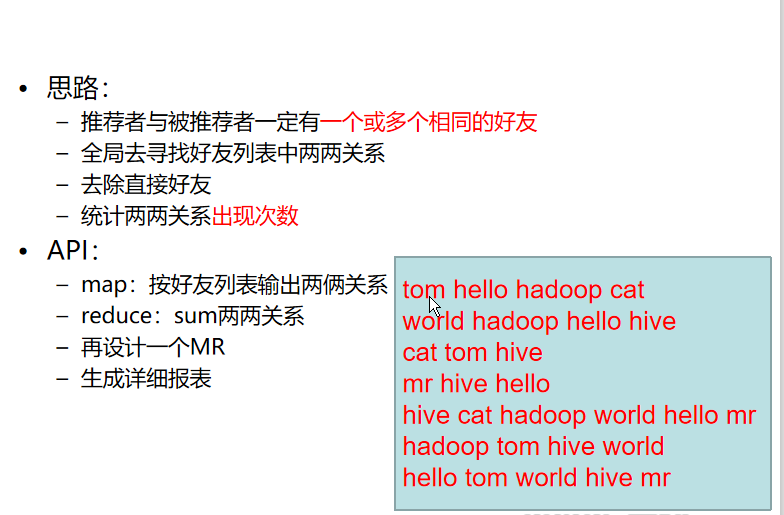 • 思路：
– 推荐者与被推荐者一定有一个或多个相同的好友
– 全局去寻找好友列表中两两关系
– 去除直接好友
– 统计两两关系出现次数
• API：
– map：按好友列表输出两俩关系
– reduce：sum两两关系
– 再设计一个MR
– 生成详细报表
tom hello hadoop cat
world hadoop hello hive
cat tom hive
mr hive hello
hive cat hadoop world hello mr
hadoop tom hive world
hello tom world hive mr